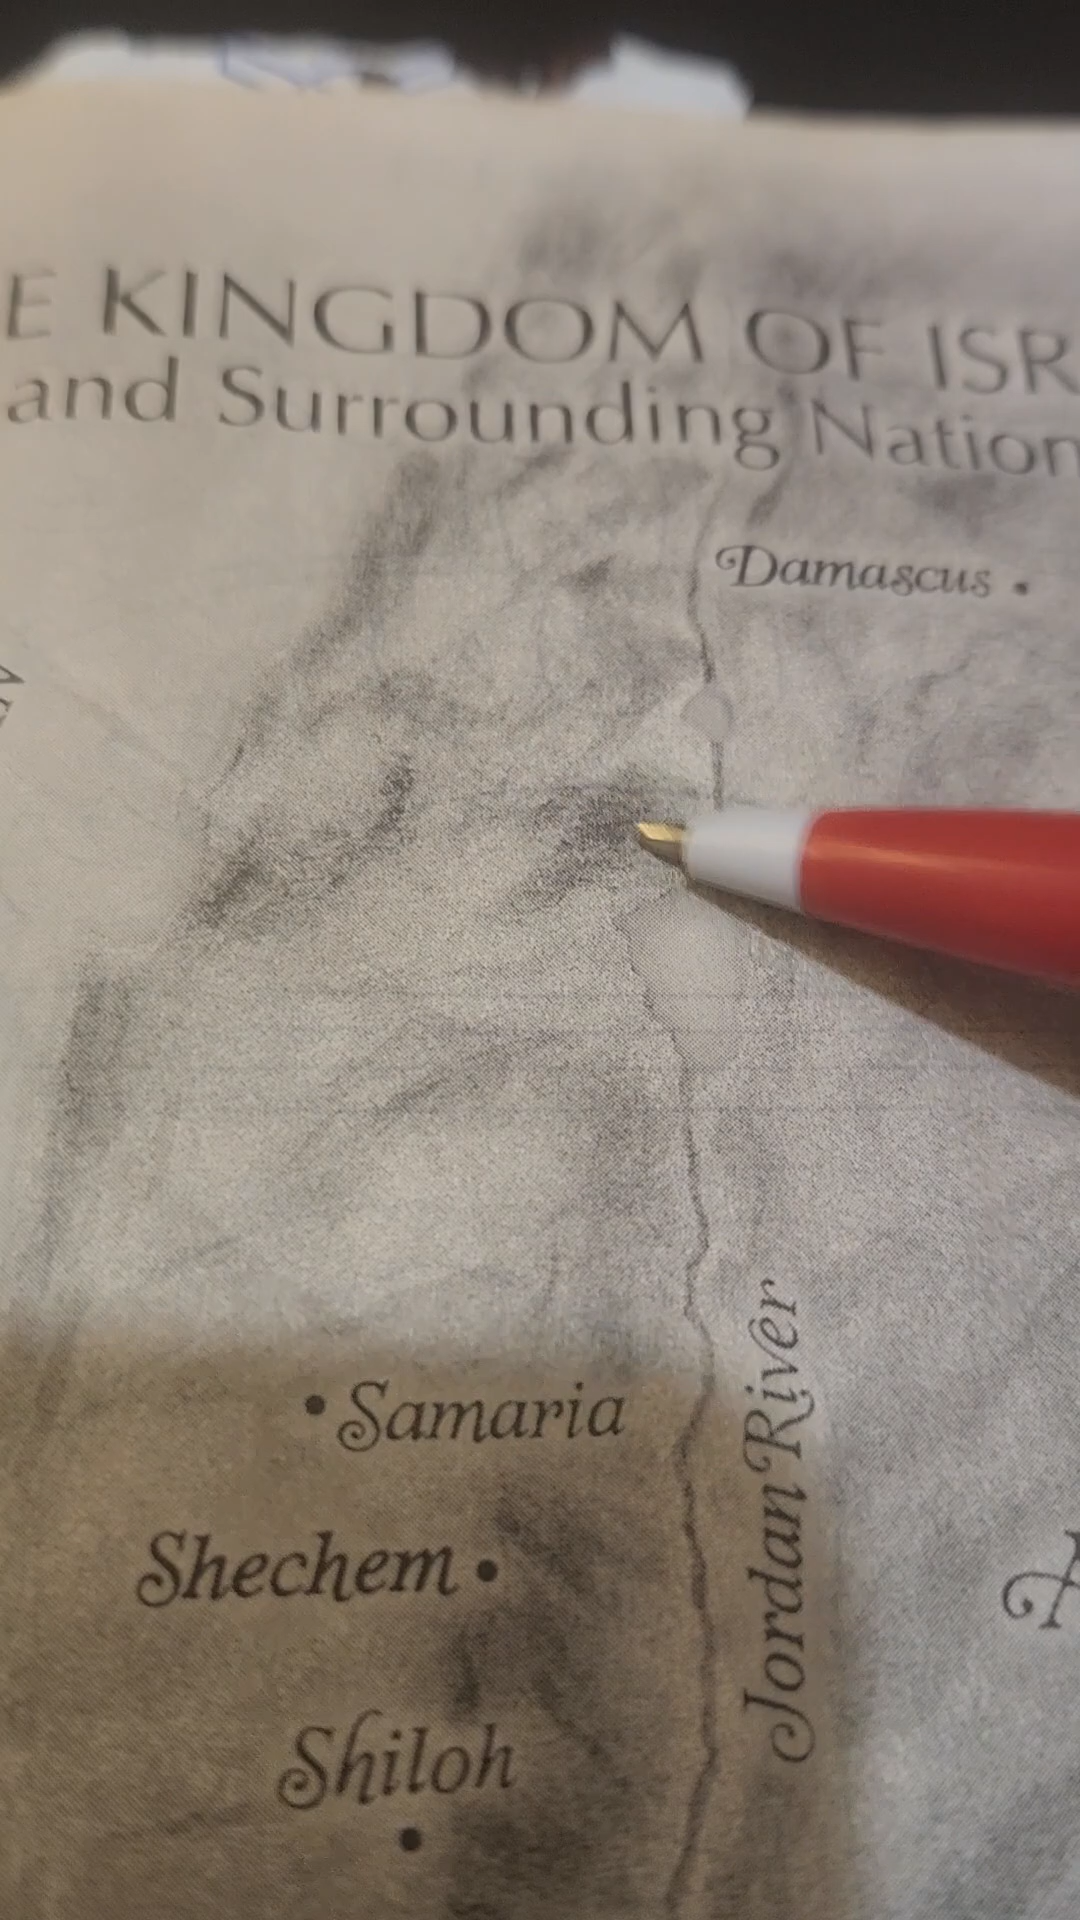 E KINGDOM OF ISR
and Surrounding Nation
Damascus
Samaria
Shechem
Shiloh
Jordan River